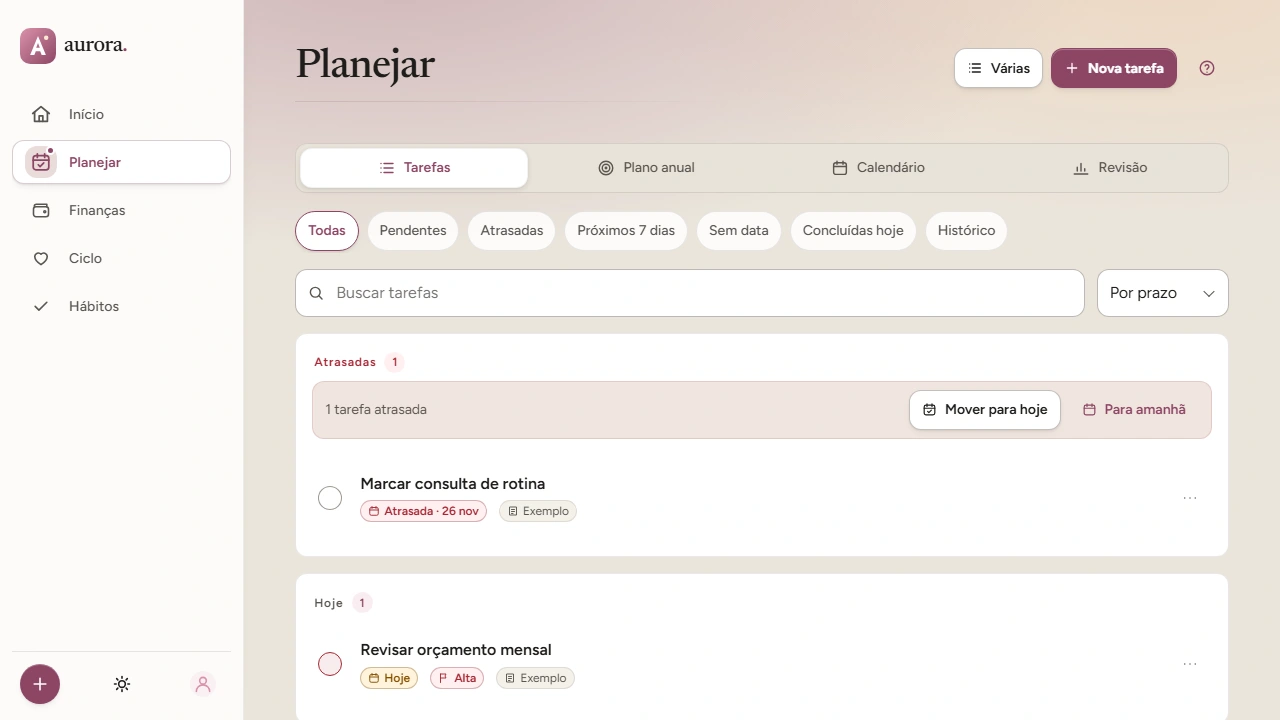 aurora.
Início
Planejar
Finanças
Ciclo
Hábitos
Planejar
Várias
Nova tarefa
Tarefas
Plano anual
Calendário
Revisão
Todas
Pendentes
Atrasadas
Próximos 7 dias
Sem data
Concluídas hoje
Histórico
Buscar tarefas
Por prazo
Atrasadas 1
1 tarefa atrasada
Mover para hoje
Para amanhã
Marcar consulta de rotina
Atrasada · 26 nov
Exemplo
Hoje 1
Revisar orçamento mensal
Hoje
Alta
Exemplo